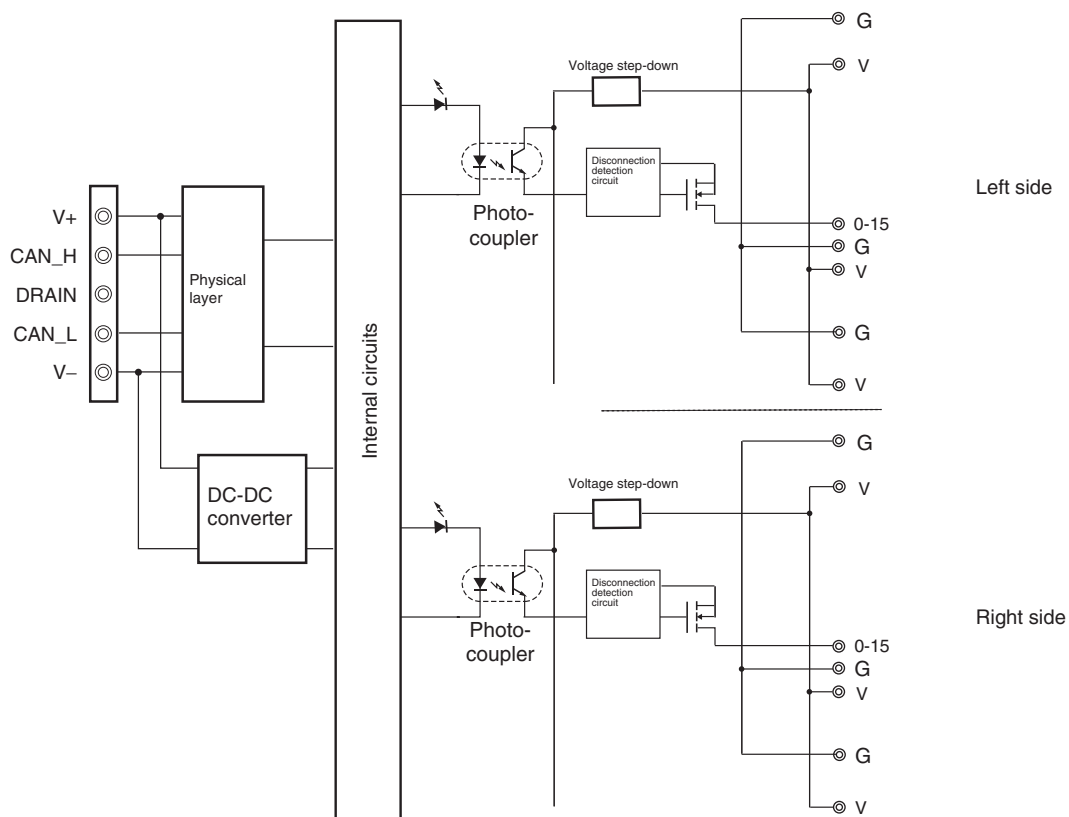 V+
CAN_H
DRAIN
CAN_L
V–
Physical
layer
DC-DC
converter
Internal circuits
Voltage step-down
Photo-
coupler
Disconnection
detection
circuit
G
V
0-15
G
V
G
V
Left side
Voltage step-down
Photo-
coupler
Disconnection
detection
circuit
G
V
0-15
G
V
G
V
Right side